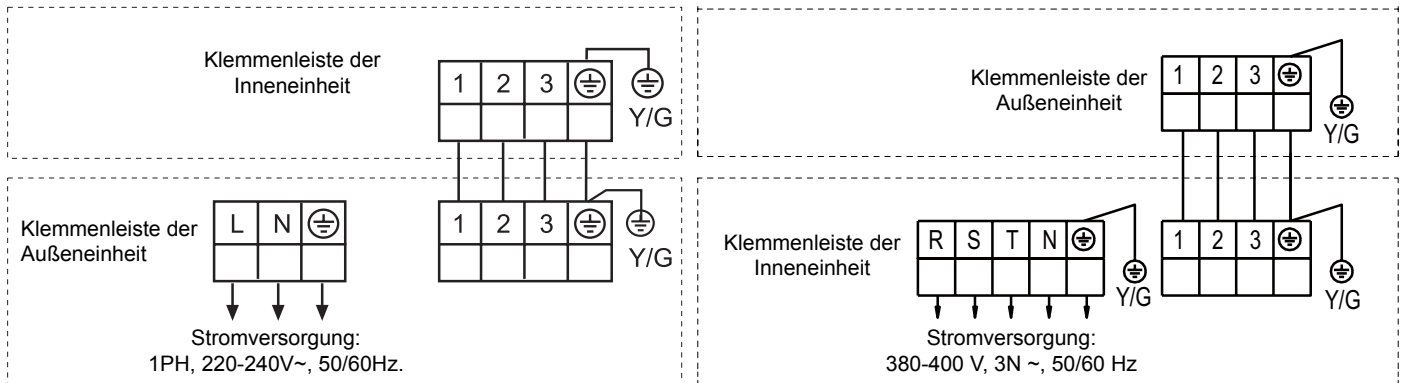 Klemmenleiste der
Inneneinheit
1 2 3
Y/G
Klemmenleiste der
Außeneinheit
L N
1 2 3
Y/G
Stromversorgung:
1PH, 220-240V~, 50/60Hz.
Klemmenleiste der
Außeneinheit
1 2 3
Y/G
Klemmenleiste der
Inneneinheit
R S T N
Y/G
1 2 3
Y/G
Stromversorgung:
380-400 V, 3N ~, 50/60 Hz